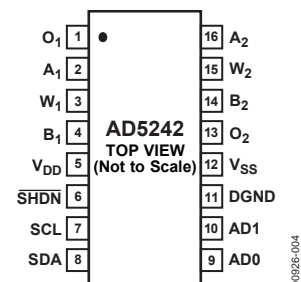 O1 1 16 A2
A1 2 15 W2
W1 3 14 B2
B1 4 AD5242 13 O2
TOP VIEW
VDD 5 (Not to Scale) 12 VSS
SHDN 6 11 DGND
SCL 7 10 AD1
SDA 8 9 AD0
0926-004